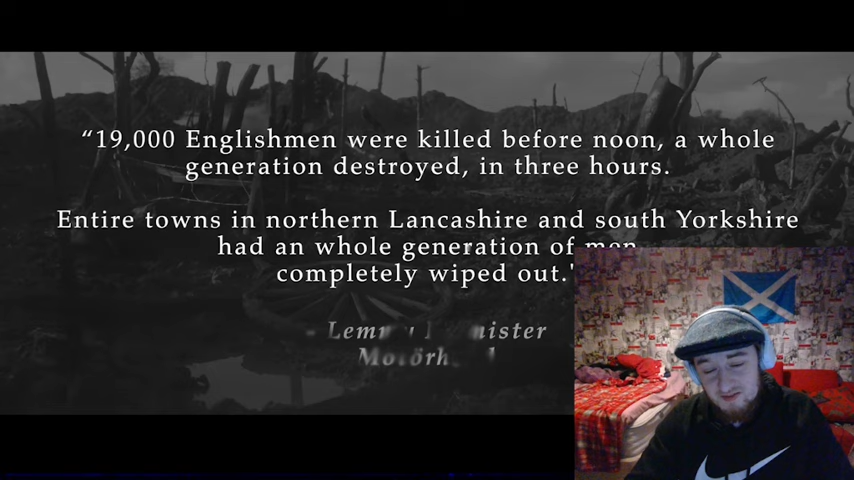 “19,000 Englishmen were killed before noon, a whole
generation destroyed, in three hours.
Entire towns in northern Lancashire and south Yorkshire
had an whole generation of men
completely wiped out.'